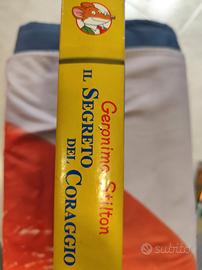 Geronimo Stilton
IL SEGRETO
DEL CORAGGIO
subito